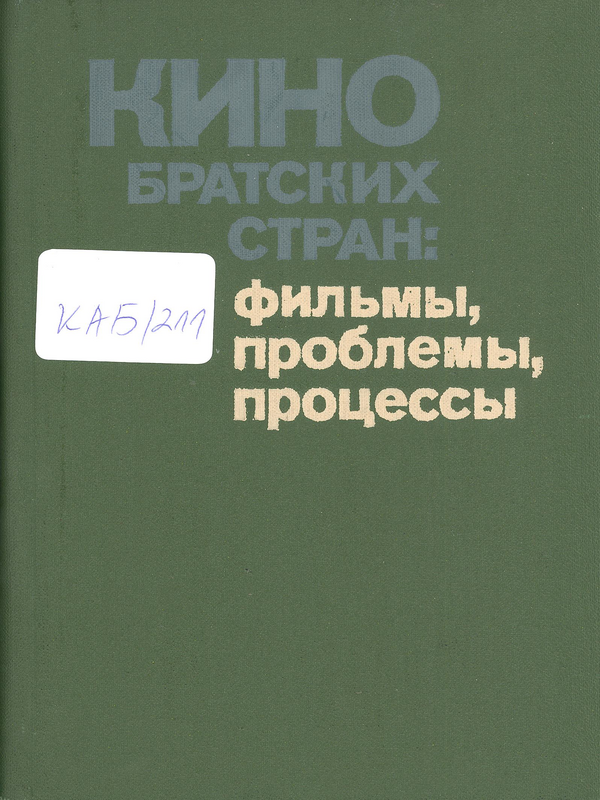 КИНО
БРАТСКИХ
СТРАН:
фильмы,
проблемы,
процессы
КАБ/211